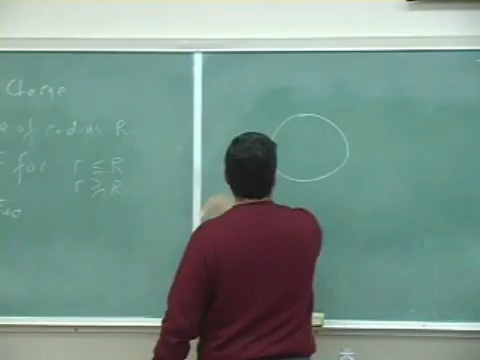 Charge
of radius R.
for r ≤ R
r ≥ R